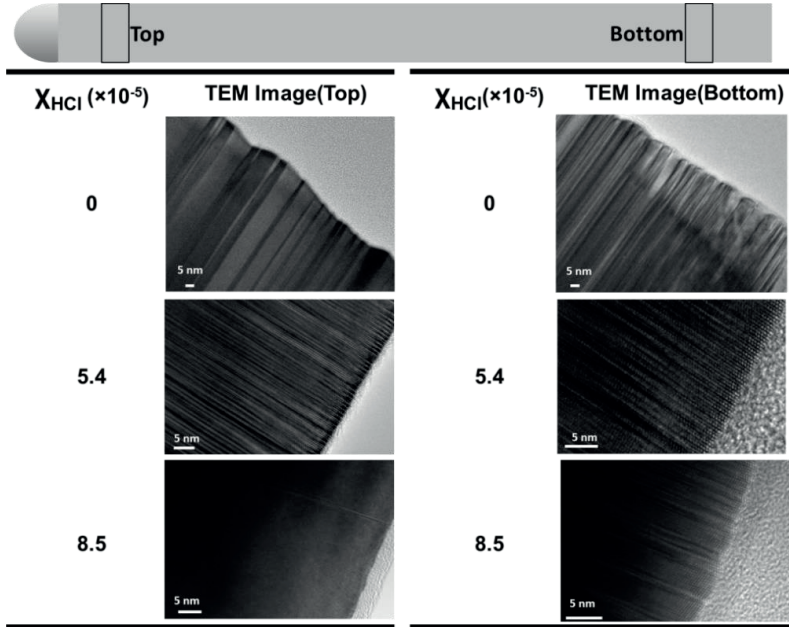 Top
Bottom
XHCl (×10⁻⁵)
TEM Image(Top)
0
5 nm
5.4
5 nm
8.5
5 nm
XHCl(×10⁻⁵)
TEM Image(Bottom)
0
5 nm
5.4
5 nm
8.5
5 nm